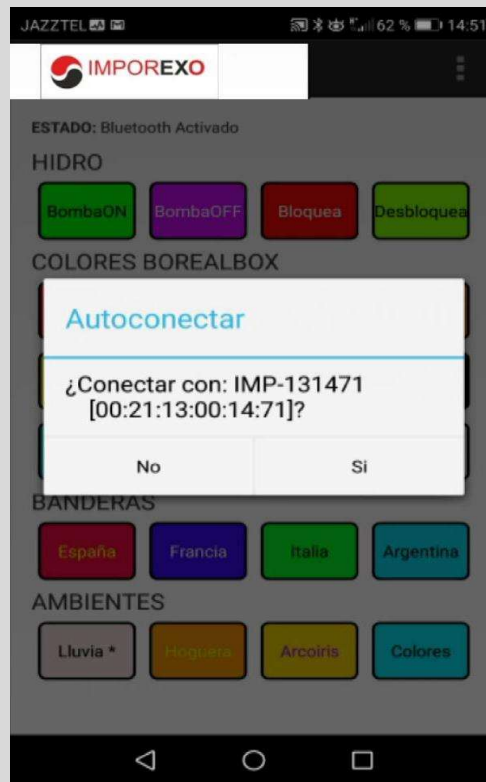 JAZZTEL 62 % 14:51
IMPOREXO
ESTADO: Bluetooth Activado
HIDRO
BombaON BombaOFF Bloquea Desbloquea
COLORES BOREALBOX
Autoconectar
¿Conectar con: IMP-131471
[00:21:13:00:14:71]?
No Si
BANDERAS
España Francia Italia Argentina
AMBIENTES
Lluvia * Hoguera Arcoiris Colores